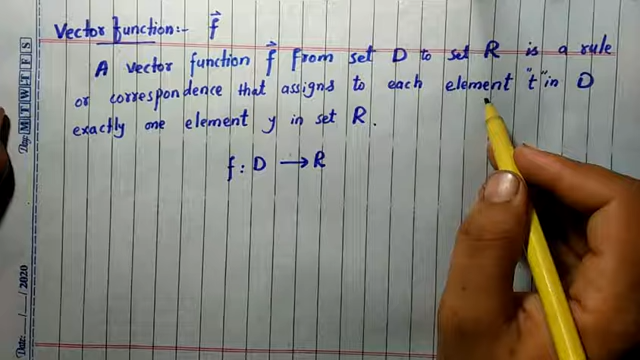 Vector function:- f⃗
A vector function f⃗ from set D to set R is a rule
or correspondence that assigns to each element "t" in D
exactly one element y in set R.
f : D → R
Day: M T W T F S
Date: / / 2020